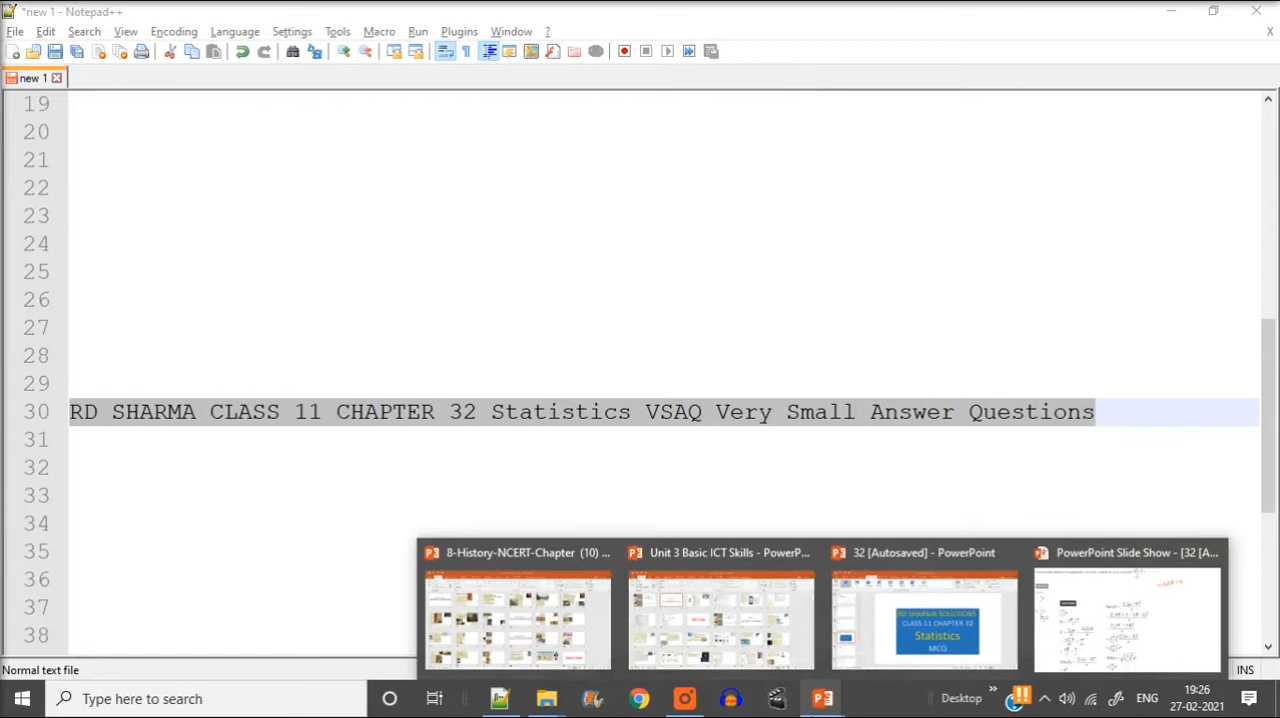 *new 1 - Notepad++
File Edit Search View Encoding Language Settings Tools Macro Run Plugins Window ? X
new 1
19
20
21
22
23
24
25
26
27
28
29
30 RD SHARMA CLASS 11 CHAPTER 32 Statistics VSAQ Very Small Answer Questions
31
32
33
34
35
36
37
38
8-History-NCERT-Chapter (10) ... Unit 3 Basic ICT Skills - PowerP... 32 [Autosaved] - PowerPoint PowerPoint Slide Show - [32 [A...
RD SHARMA SOLUTIONS
CLASS 11 CHAPTER 32
Statistics
MCQ
Normal text file INS
Type here to search Desktop ENG 19:26
27-02-2021